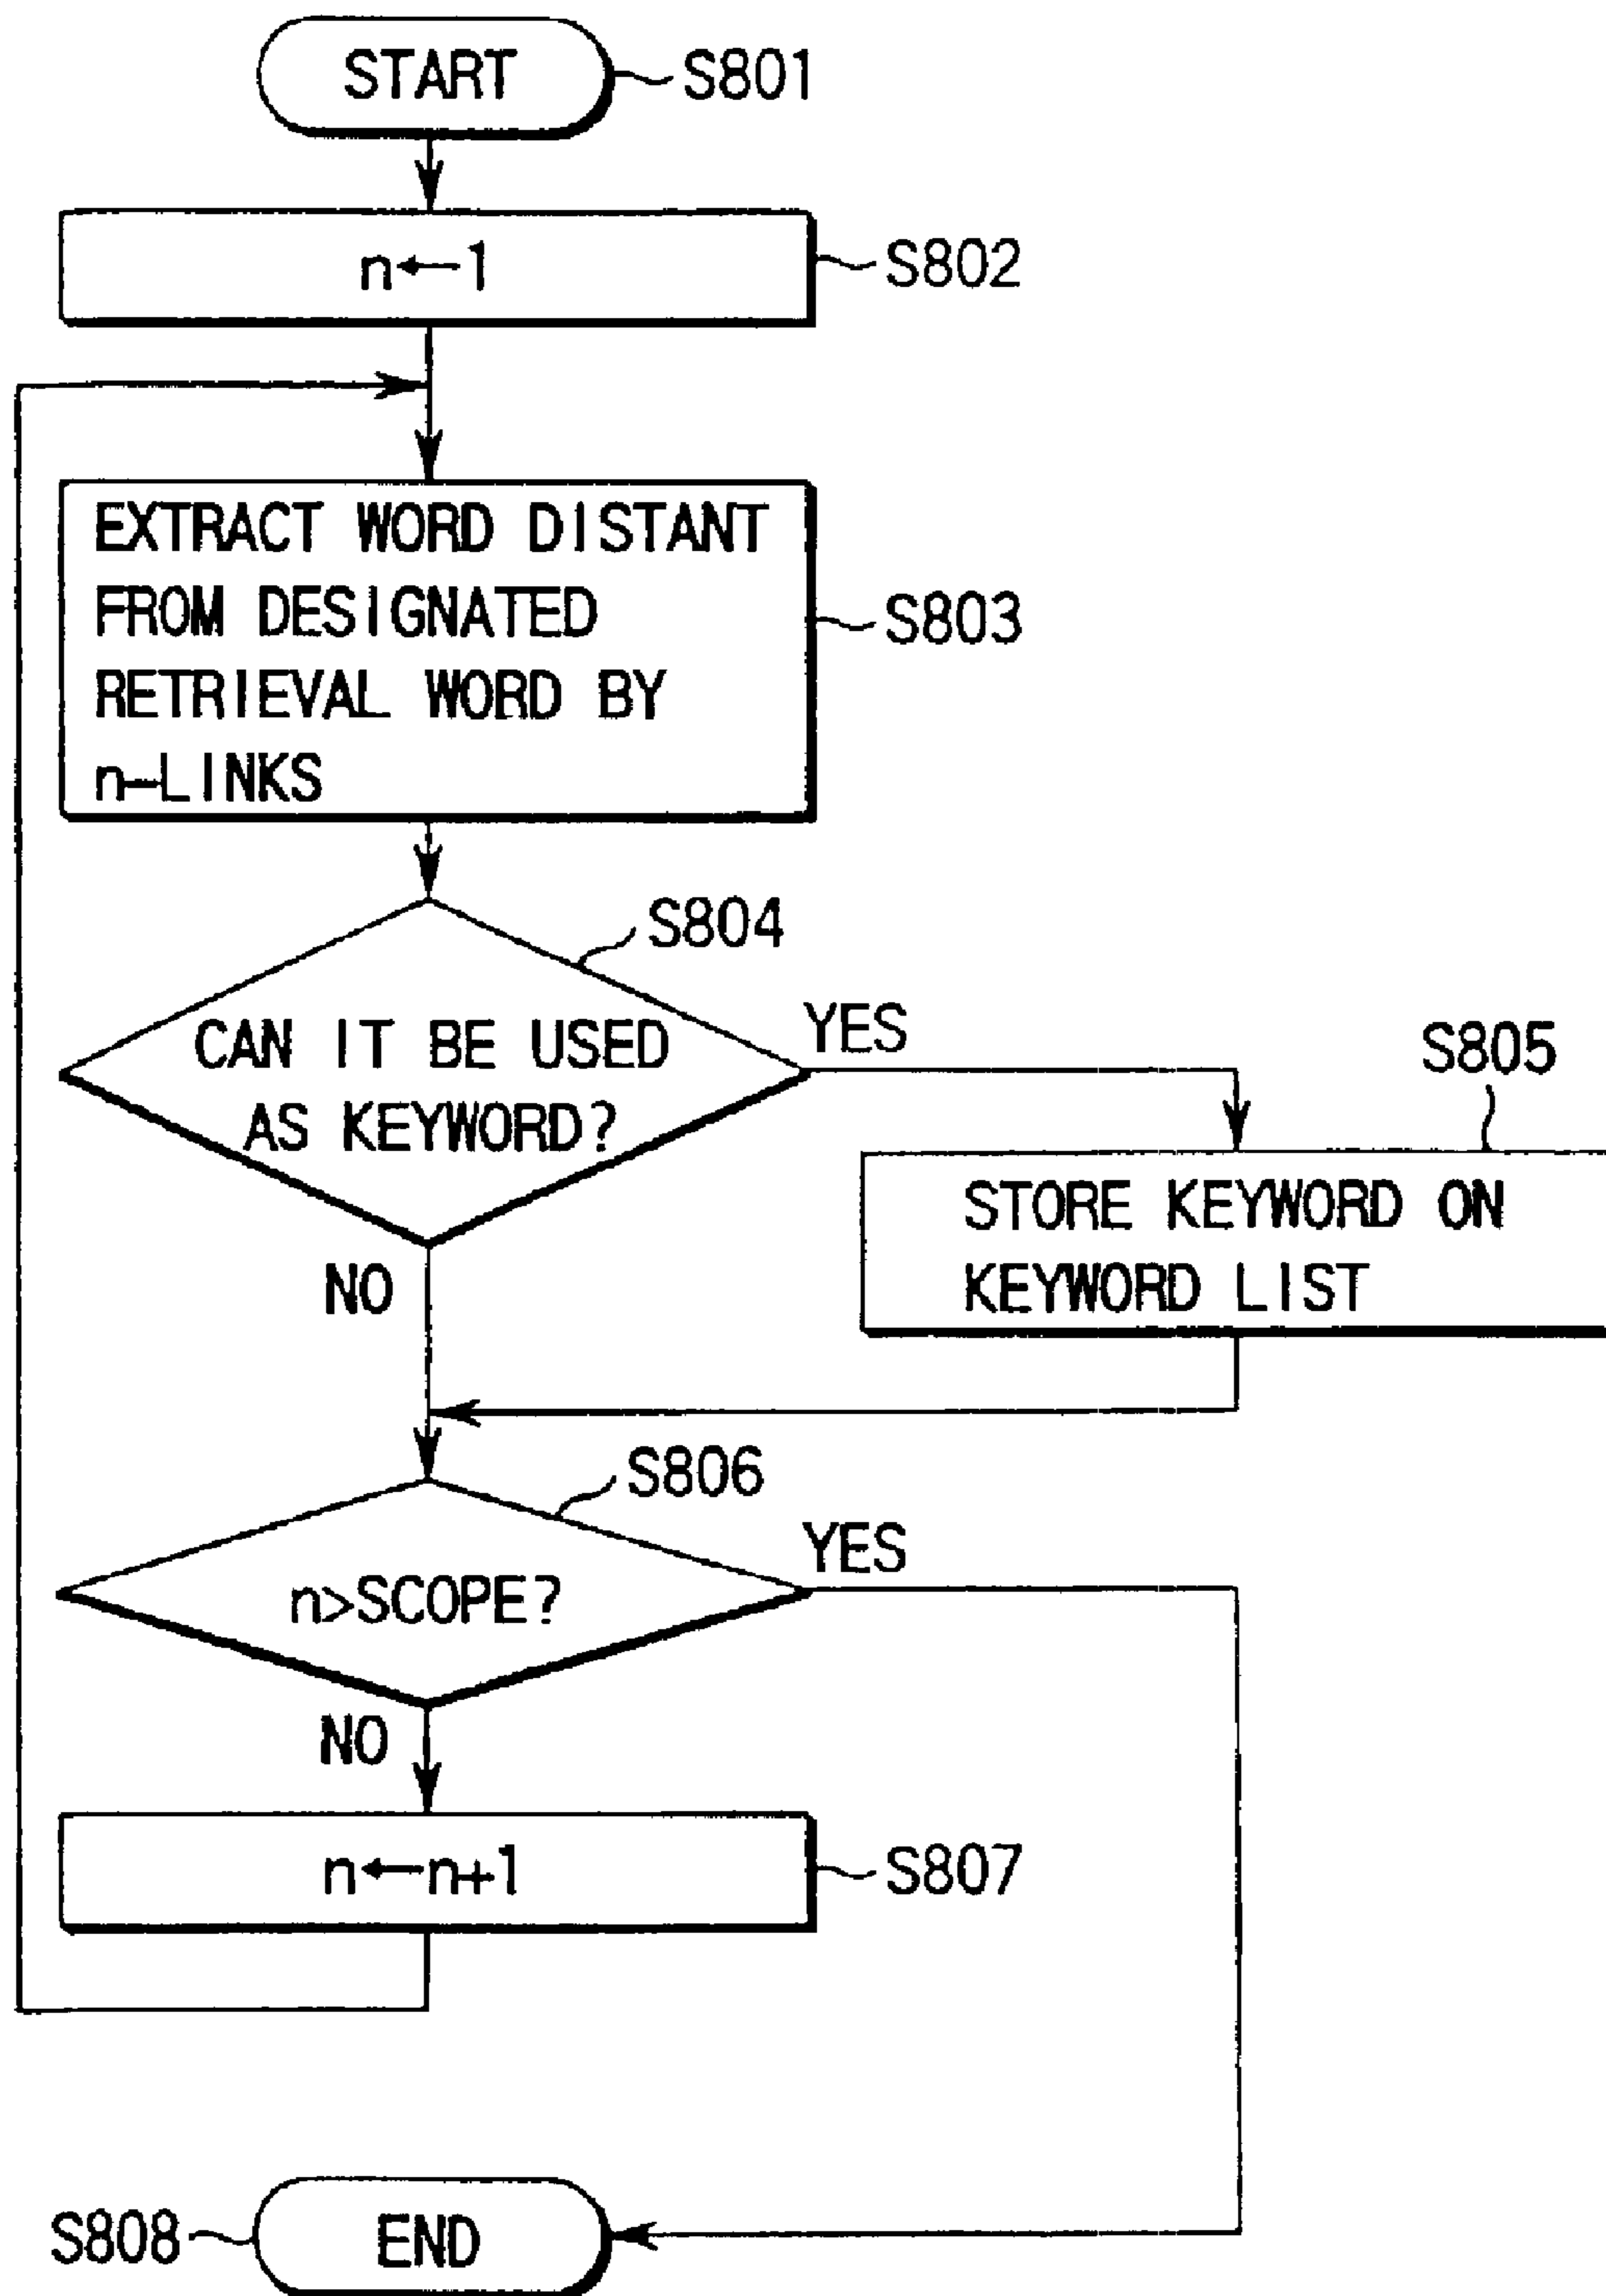 START
S801
n←1
S802
EXTRACT WORD DISTANT
FROM DESIGNATED
RETRIEVAL WORD BY
n-LINKS
S803
S804
CAN IT BE USED
AS KEYWORD?
YES
NO
S805
STORE KEYWORD ON
KEYWORD LIST
S806
n>SCOPE?
YES
NO
n←n+1
S807
S808
END